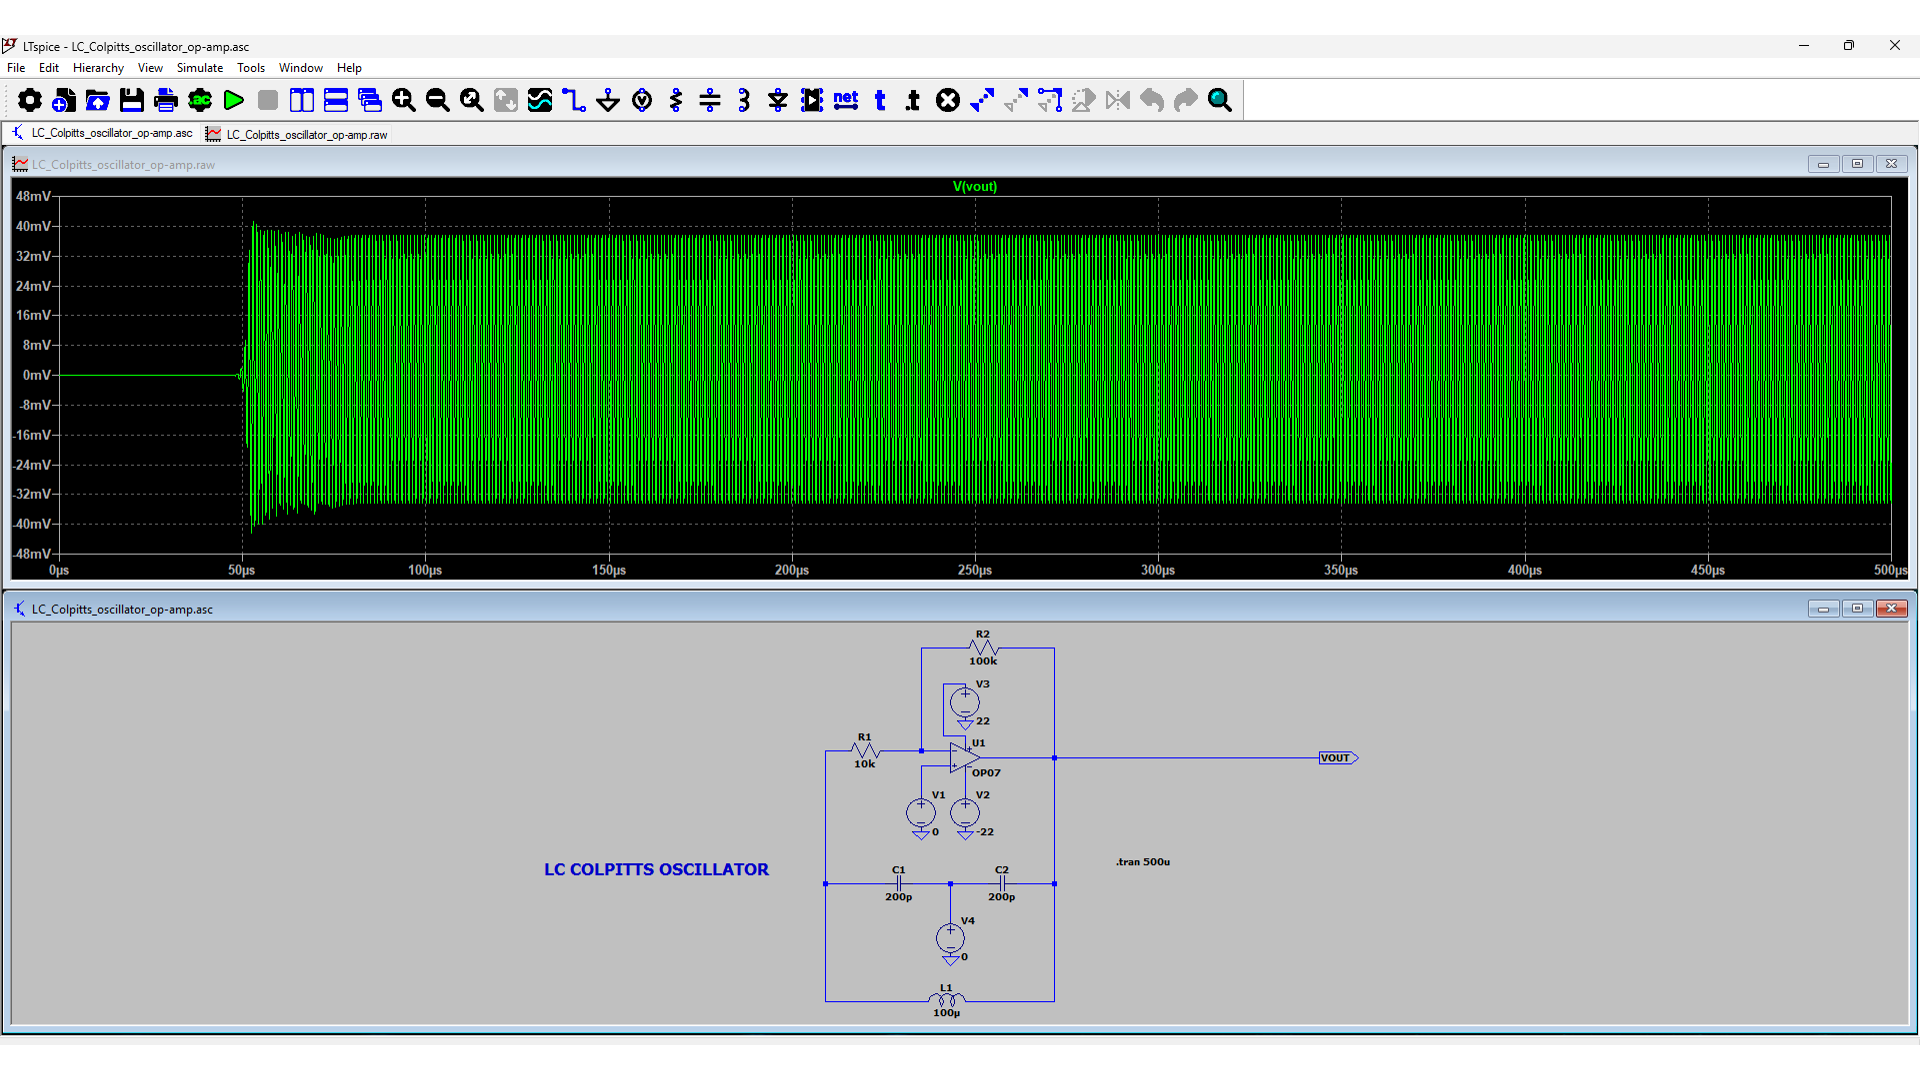 LTspice - LC_Colpitts_oscillator_op-amp.asc
File Edit Hierarchy View Simulate Tools Window Help
.ac net t .t
LC_Colpitts_oscillator_op-amp.asc LC_Colpitts_oscillator_op-amp.raw
LC_Colpitts_oscillator_op-amp.raw
V(vout)
48mV
40mV
32mV
24mV
16mV
8mV
0mV
-8mV
-16mV
-24mV
-32mV
-40mV
-48mV
0µs 50µs 100µs 150µs 200µs 250µs 300µs 350µs 400µs 450µs 500µs
LC_Colpitts_oscillator_op-amp.asc
R2
100k
V3
22
R1
10k
U1
OP07
VOUT
V1
0
V2
-22
LC COLPITTS OSCILLATOR
.tran 500u
C1
200p
C2
200p
V4
0
L1
100µ